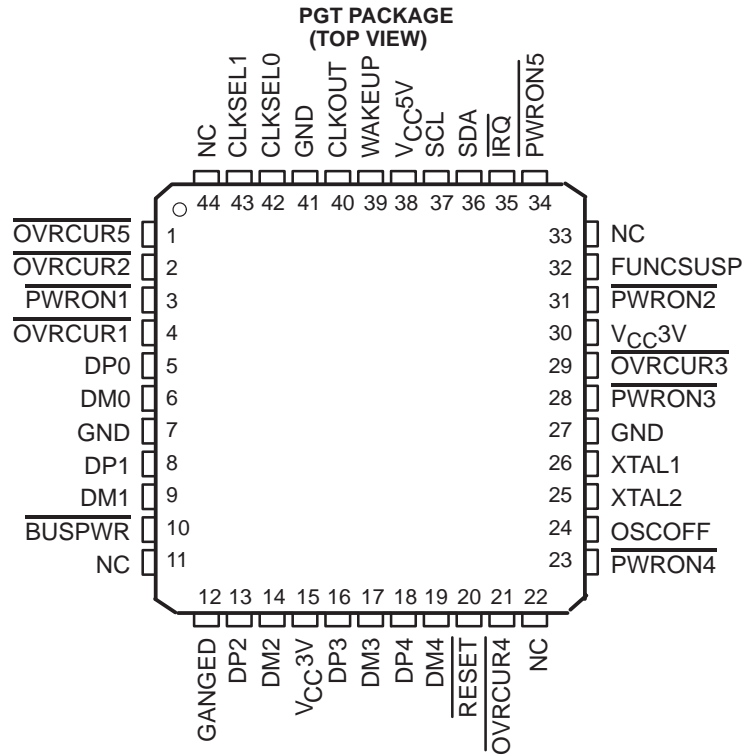 PGT PACKAGE
(TOP VIEW)
NC
CLKSEL1
CLKSEL0
GND
CLKOUT
WAKEUP
VCC5V
SCL
SDA
IRQ
PWRON5
44 43 42 41 40 39 38 37 36 35 34
OVRCUR5 1
OVRCUR2 2
PWRON1 3
OVRCUR1 4
DP0 5
DM0 6
GND 7
DP1 8
DM1 9
BUSPWR 10
NC 11
33 NC
32 FUNCSUSP
31 PWRON2
30 VCC3V
29 OVRCUR3
28 PWRON3
27 GND
26 XTAL1
25 XTAL2
24 OSCOFF
23 PWRON4
12 13 14 15 16 17 18 19 20 21 22
GANGED
DP2
DM2
VCC3V
DP3
DM3
DP4
DM4
RESET
OVRCUR4
NC